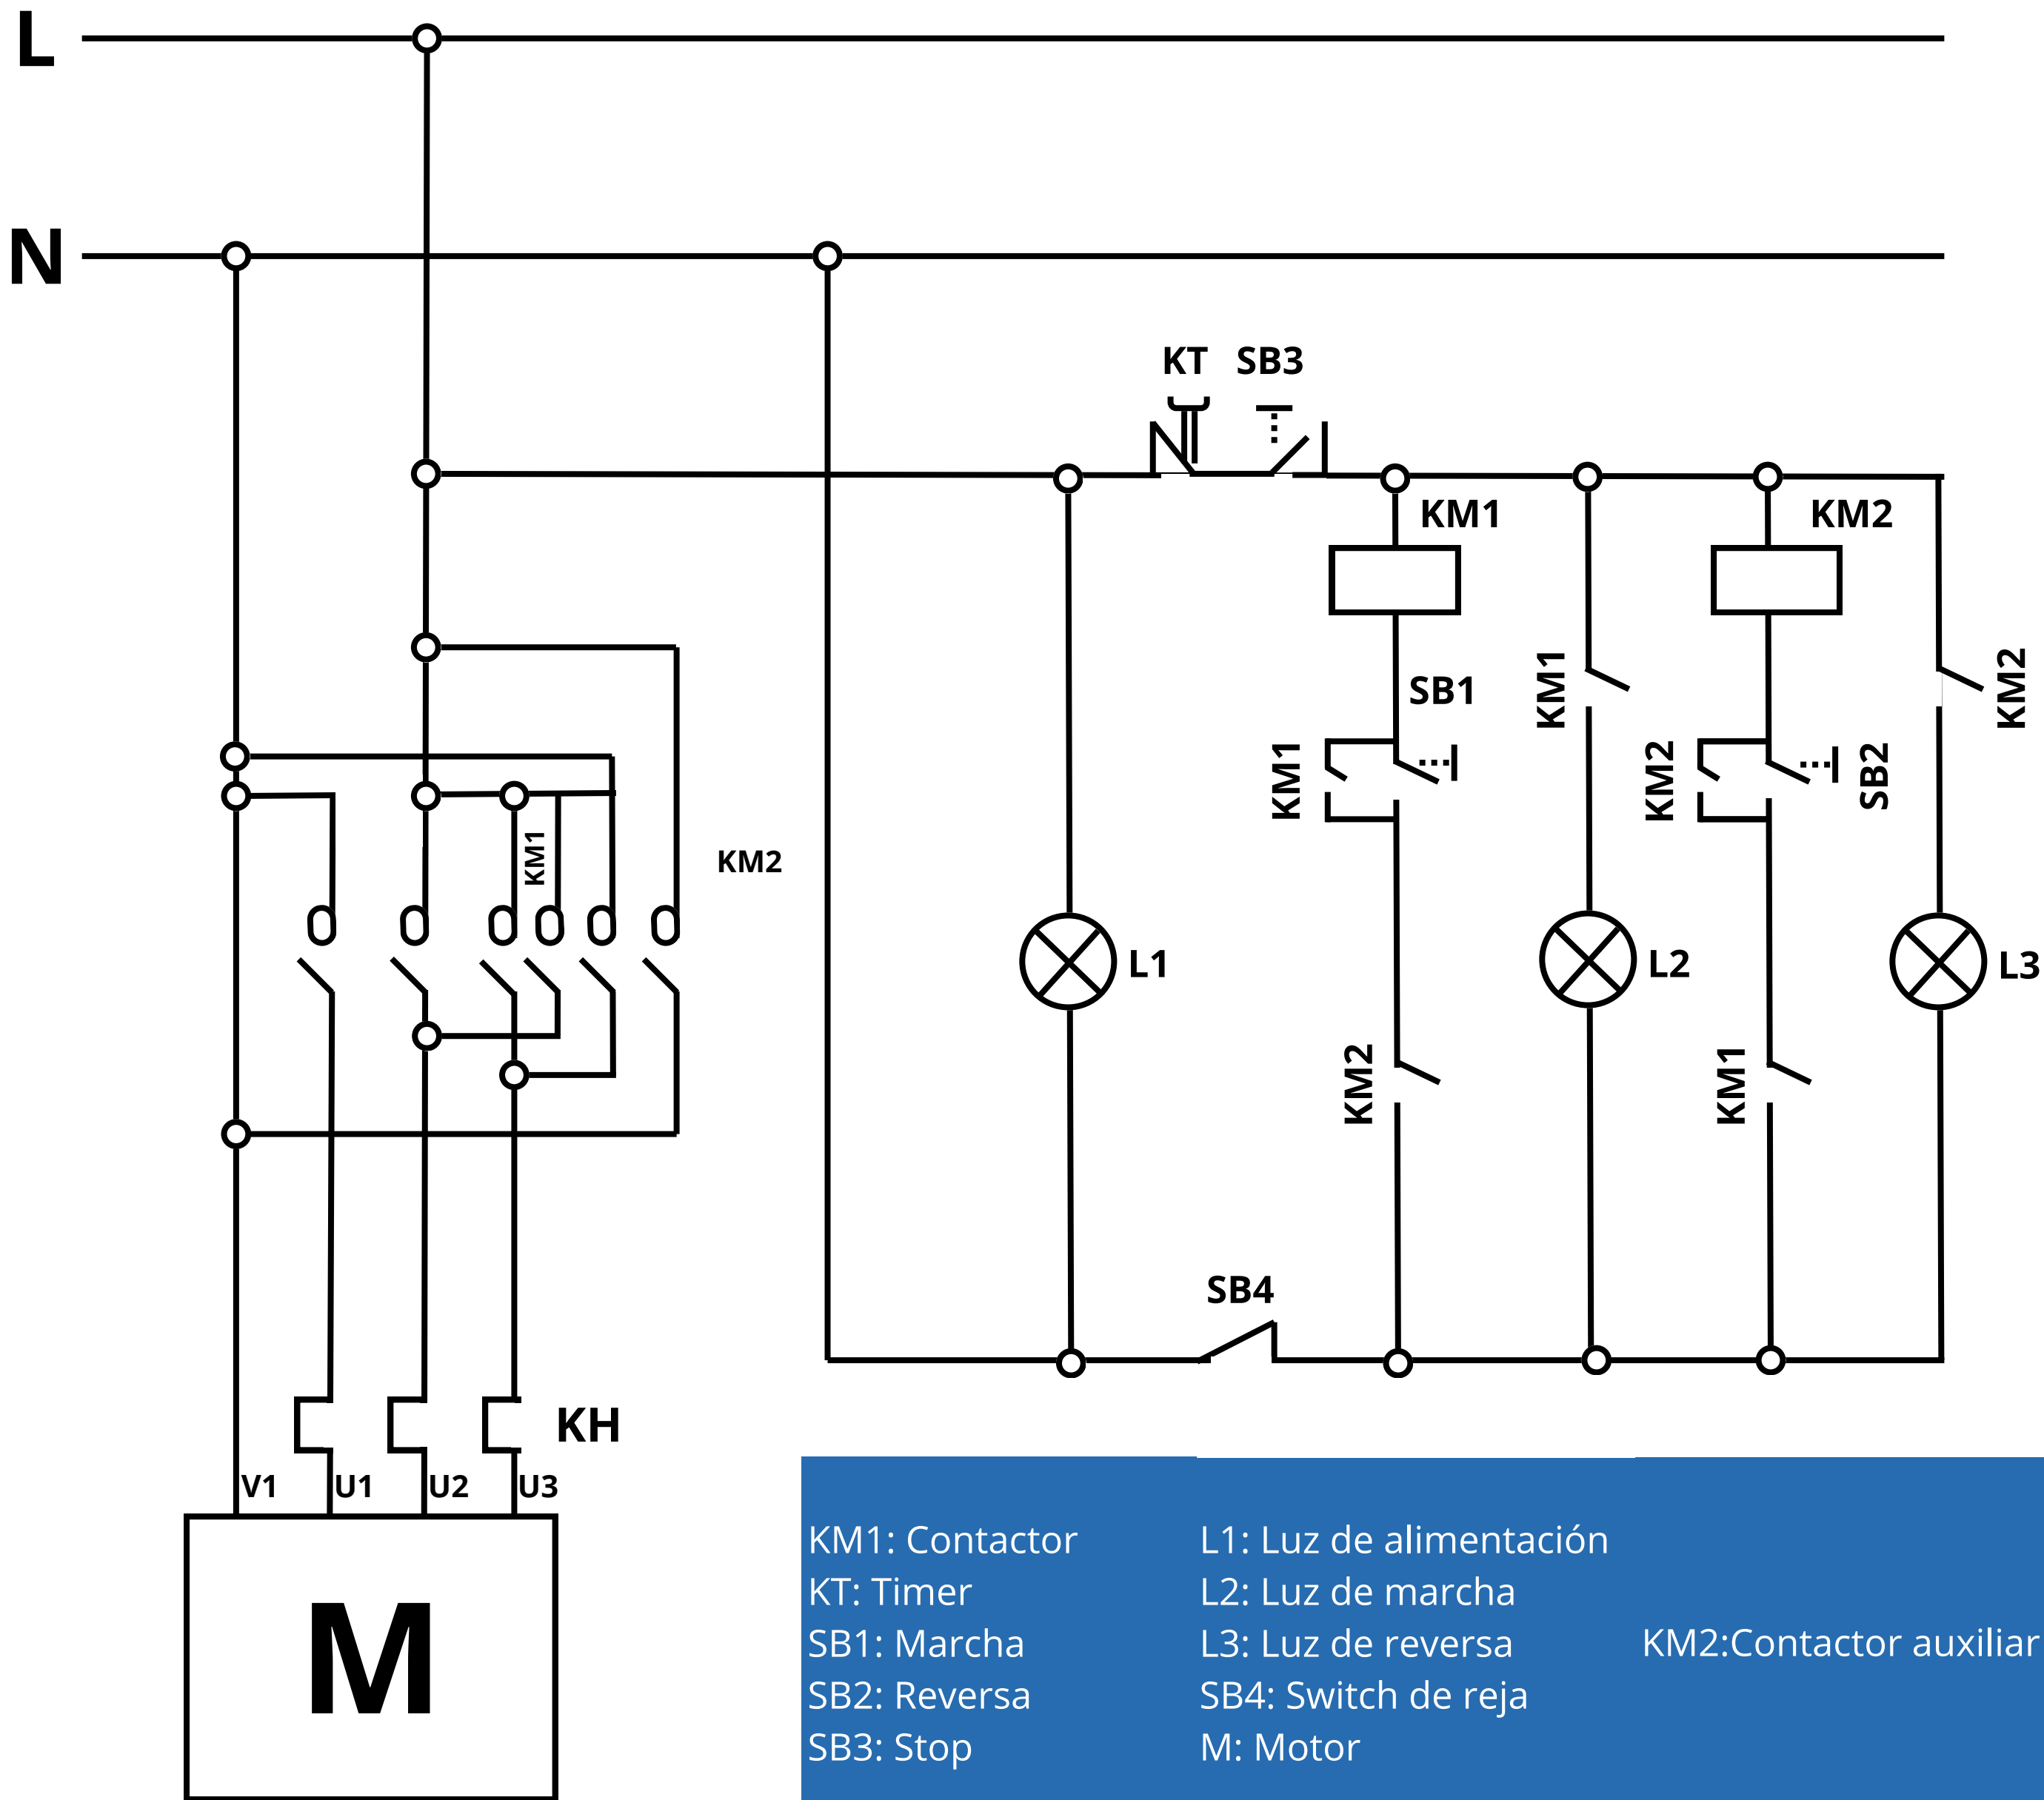 L
N
KT SB3
KM1
KM2
SB1
KM1
KM2
KM1
KM2
SB2
KM1
KM2
L1
L2
L3
KM2
KM1
SB4
KH
V1 U1 U2 U3
M
KM1: Contactor
KT: Timer
SB1: Marcha
SB2: Reversa
SB3: Stop
L1: Luz de alimentación
L2: Luz de marcha
L3: Luz de reversa
SB4: Switch de reja
M: Motor
KM2:Contactor auxiliar